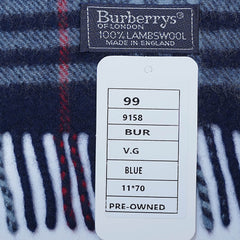 Burberrys
OF LONDON
100% LAMBSWOOL
MADE IN ENGLAND
99
9158
BUR
V.G
BLUE
11*70
PRE-OWNED